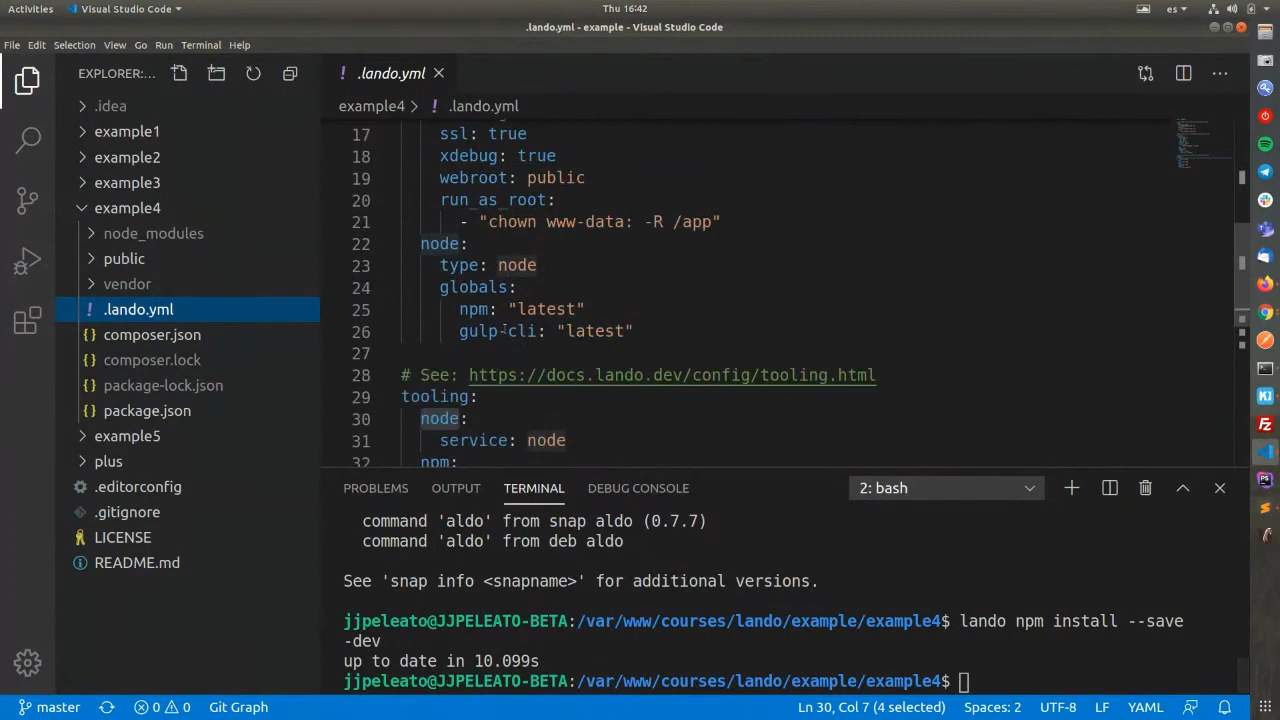 Activities
Visual Studio Code
Thu 16:42
es
.lando.yml - example - Visual Studio Code
File Edit Selection View Go Run Terminal Help
EXPLORER:...
.idea
example1
example2
example3
example4
node_modules
public
vendor
.lando.yml
composer.json
composer.lock
package-lock.json
package.json
example5
plus
.editorconfig
.gitignore
LICENSE
README.md
.lando.yml
example4 > .lando.yml
17 ssl: true
18 xdebug: true
19 webroot: public
20 run_as_root:
21 - "chown www-data: -R /app"
22 node:
23 type: node
24 globals:
25 npm: "latest"
26 gulp-cli: "latest"
27
28 # See: https://docs.lando.dev/config/tooling.html
29 tooling:
30 node:
31 service: node
32 npm:
PROBLEMS OUTPUT TERMINAL DEBUG CONSOLE 2: bash
command 'aldo' from snap aldo (0.7.7)
command 'aldo' from deb aldo
See 'snap info <snapname>' for additional versions.
jjpeleato@JJPELEATO-BETA:/var/www/courses/lando/example/example4$ lando npm install --save
-dev
up to date in 10.099s
jjpeleato@JJPELEATO-BETA:/var/www/courses/lando/example/example4$
master 0 0 Git Graph Ln 30, Col 7 (4 selected) Spaces: 2 UTF-8 LF YAML